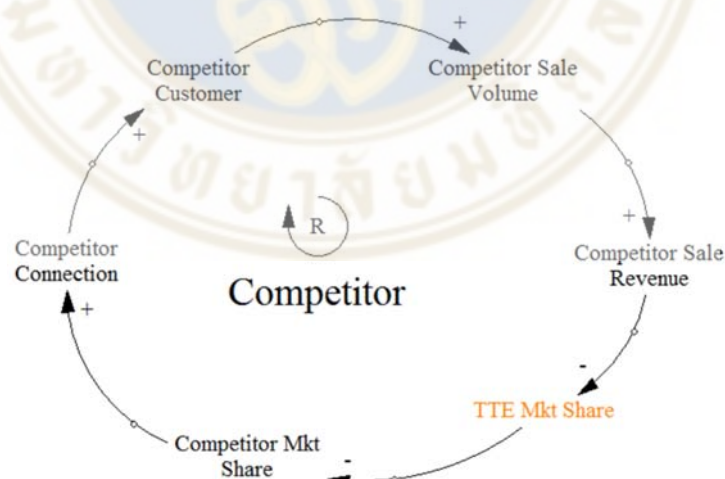 Competitor
Customer
+
Competitor Sale
Volume
+
+
Competitor Sale
Revenue
Competitor
Connection
+
R
Competitor
-
TTE Mkt Share
Competitor Mkt
Share
-